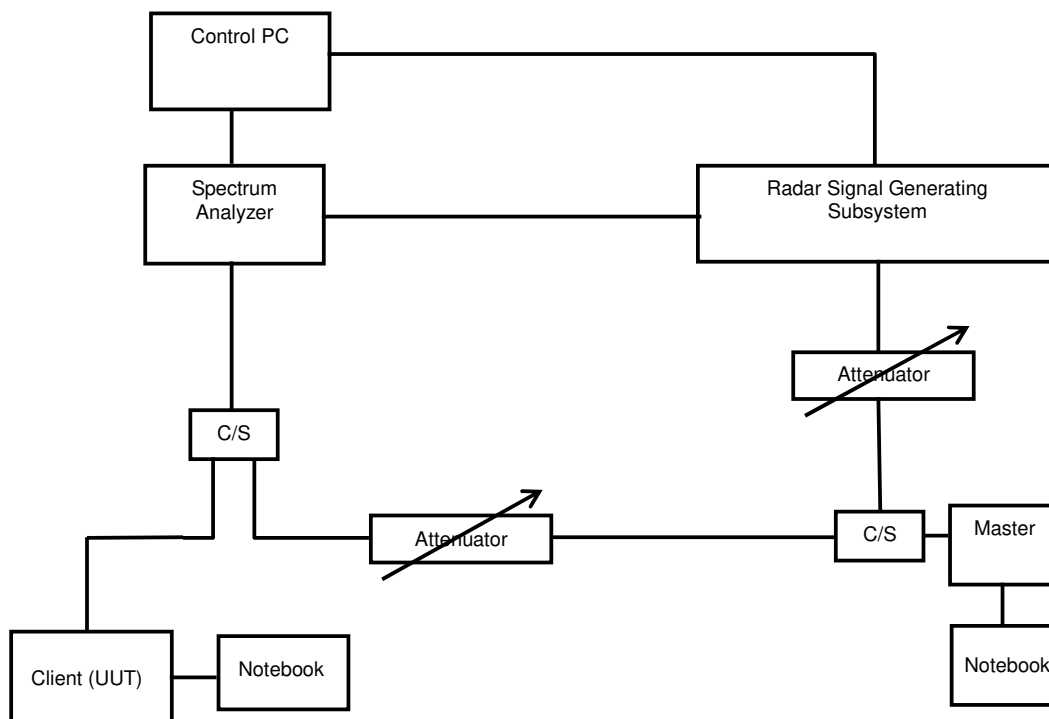 Control PC
Spectrum
Analyzer
Radar Signal Generating
Subsystem
Attenuator
C/S
Attenuator
C/S
Master
Client (UUT)
Notebook
Notebook